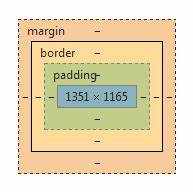 margin –
border –
padding –
– – – 1351 × 1165 – – –
–
–
–